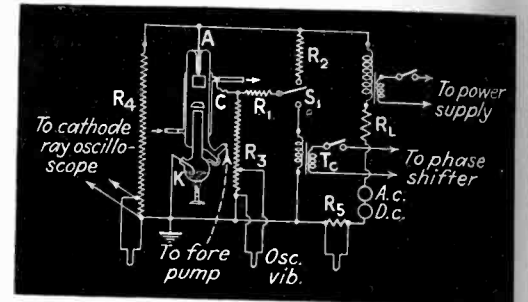 A
R4
R2
C
R1
S1
To power
supply
To cathode
ray oscillo-
scope
R3
RL
K
Tc
To phase
shifter
A.c.
D.c.
R5
To fore
pump
Osc.
vib.